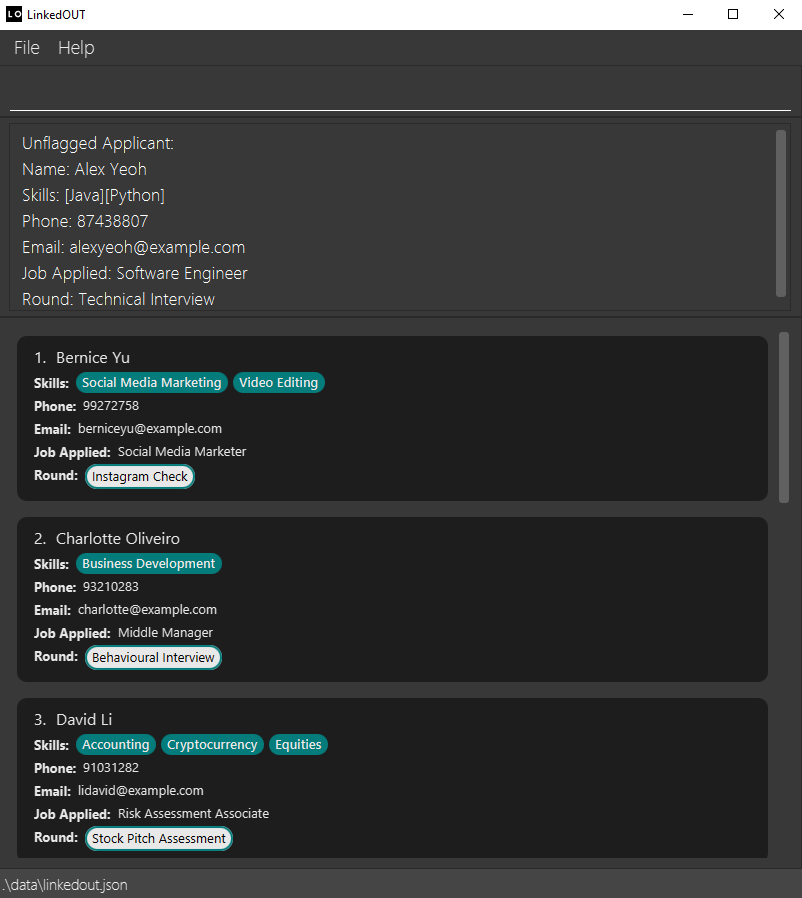 LO LinkedOUT
File Help
Unflagged Applicant:
Name: Alex Yeoh
Skills: [Java][Python]
Phone: 87438807
Email: alexyeoh@example.com
Job Applied: Software Engineer
Round: Technical Interview
1. Bernice Yu
Skills: Social Media Marketing Video Editing
Phone: 99272758
Email: berniceyu@example.com
Job Applied: Social Media Marketer
Round: Instagram Check
2. Charlotte Oliveiro
Skills: Business Development
Phone: 93210283
Email: charlotte@example.com
Job Applied: Middle Manager
Round: Behavioural Interview
3. David Li
Skills: Accounting Cryptocurrency Equities
Phone: 91031282
Email: lidavid@example.com
Job Applied: Risk Assessment Associate
Round: Stock Pitch Assessment
.\data\linkedout.json